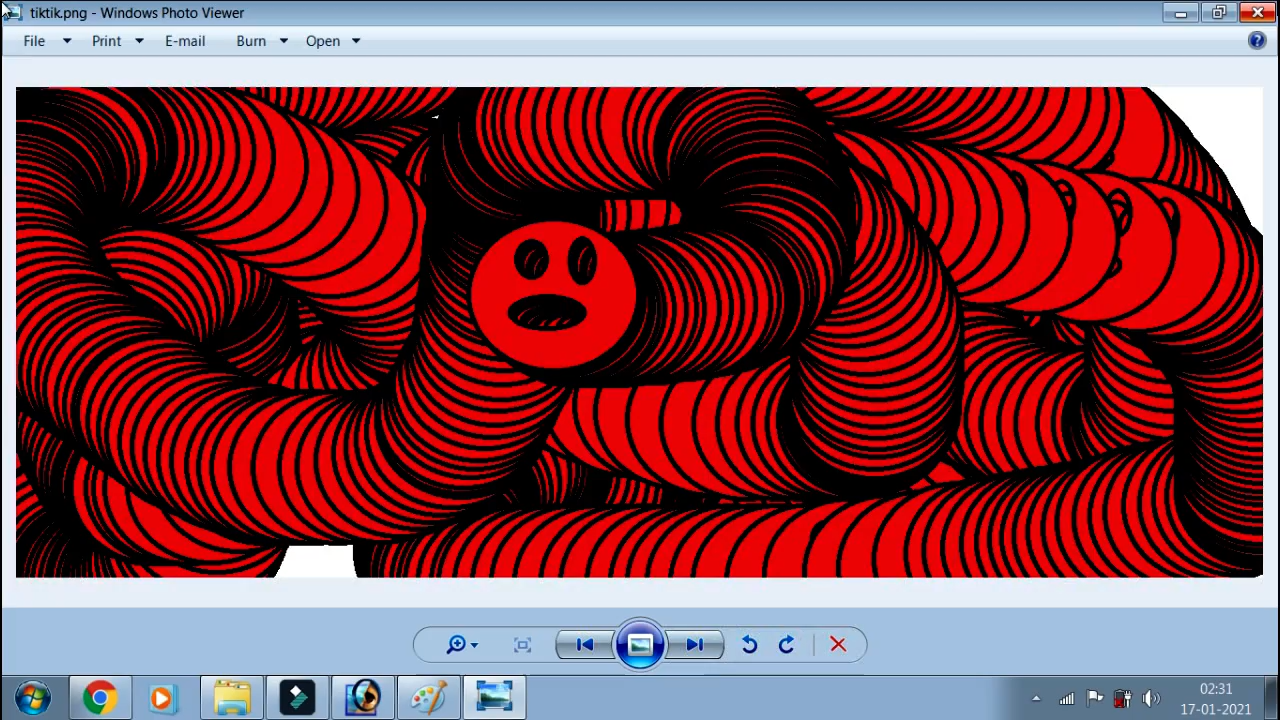 tiktik.png - Windows Photo Viewer
File Print E-mail Burn Open
02:31
17-01-2021